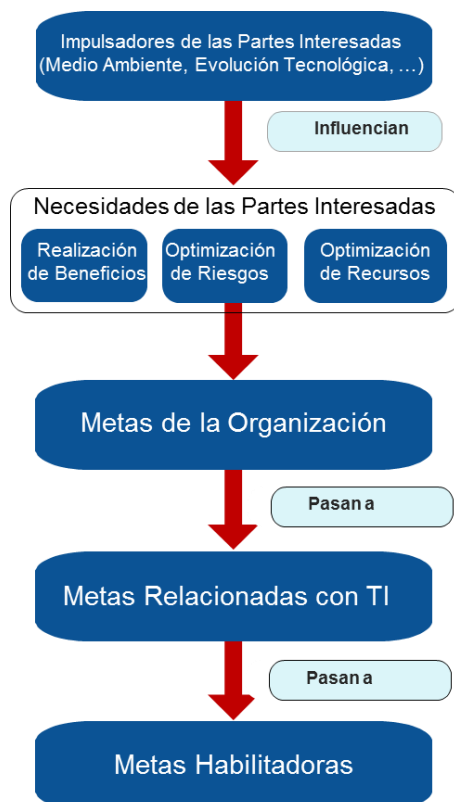 Impulsadores de las Partes Interesadas
(Medio Ambiente, Evolución Tecnológica, …)
Influencian
Necesidades de las Partes Interesadas
Realización
de Beneficios
Optimización
de Riesgos
Optimización
de Recursos
Metas de la Organización
Pasan a
Metas Relacionadas con TI
Pasan a
Metas Habilitadoras